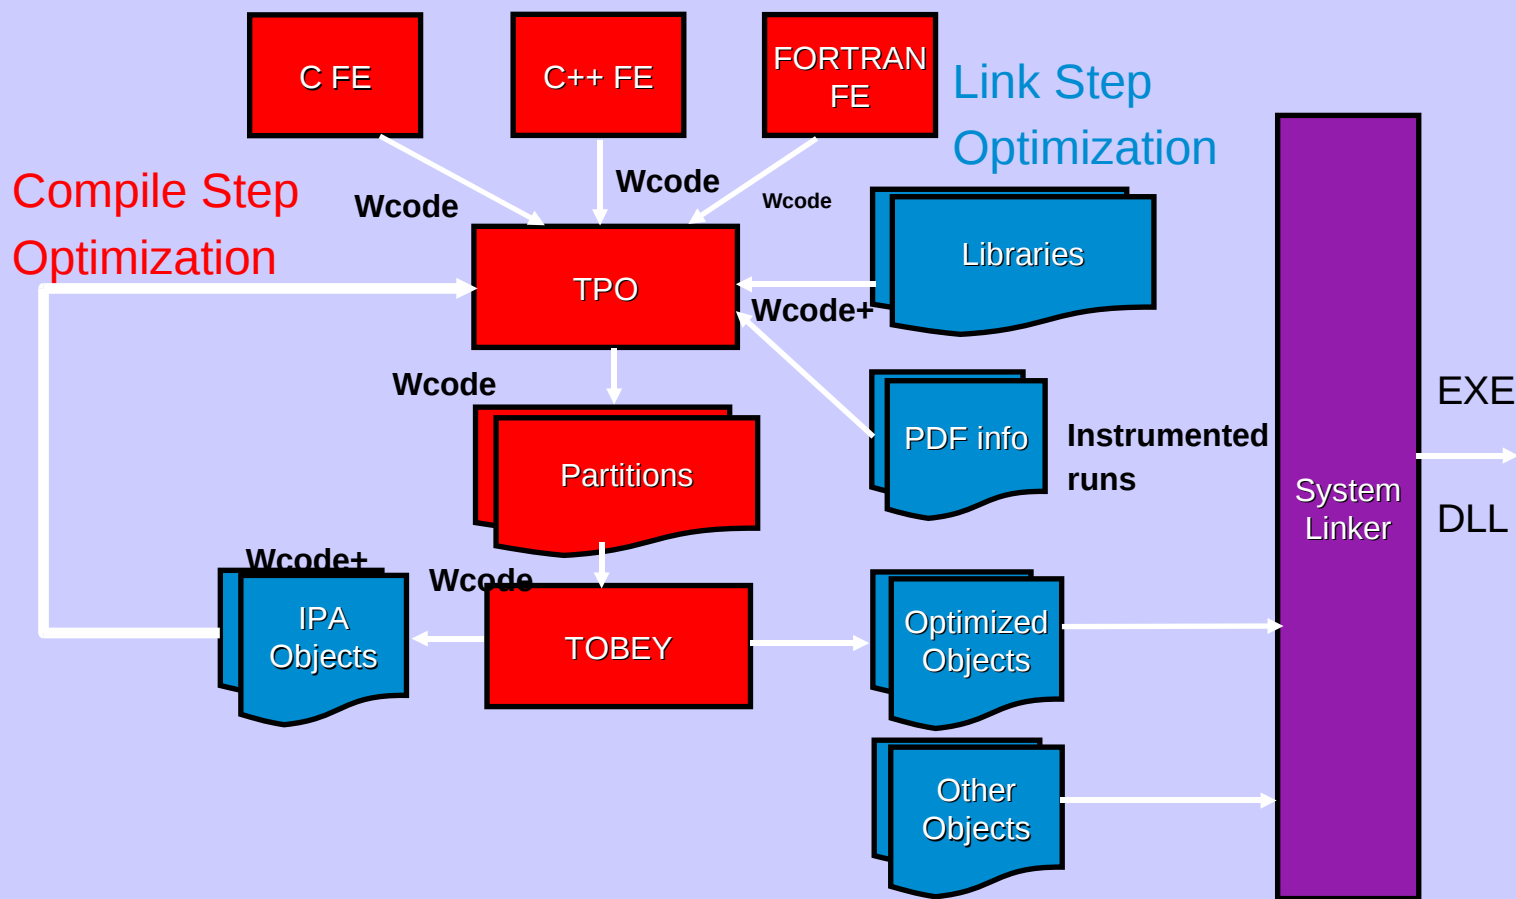 C FE
C++ FE
FORTRAN
FE
Link Step
Optimization
Compile Step
Optimization
Wcode
Wcode
Wcode
TPO
Libraries
Wcode+
Wcode
PDF info
Instrumented
runs
Partitions
System
Linker
EXE
DLL
Wcode+
Wcode
IPA
Objects
TOBEY
Optimized
Objects
Other
Objects